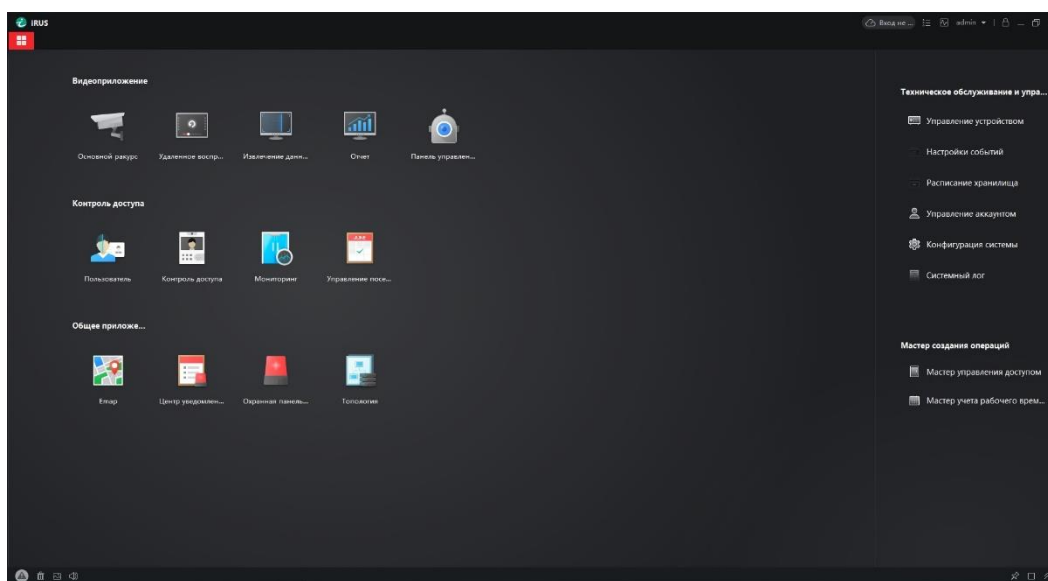 iRUS
Вход не ...
admin
Видеоприложение
Основной ракурс
Удаленное воспр...
Извлечение данн...
Отчет
Панель управлен...
Контроль доступа
Пользователь
Контроль доступа
Мониторинг
Управление посе...
Общее приложе...
Emap
Центр уведомлен...
Охранная панель...
Топология
Техническое обслуживание и упра...
Управление устройством
Настройки событий
Расписание хранилища
Управление аккаунтом
Конфигурация системы
Системный лог
Мастер создания операций
Мастер управления доступом
Мастер учета рабочего врем...